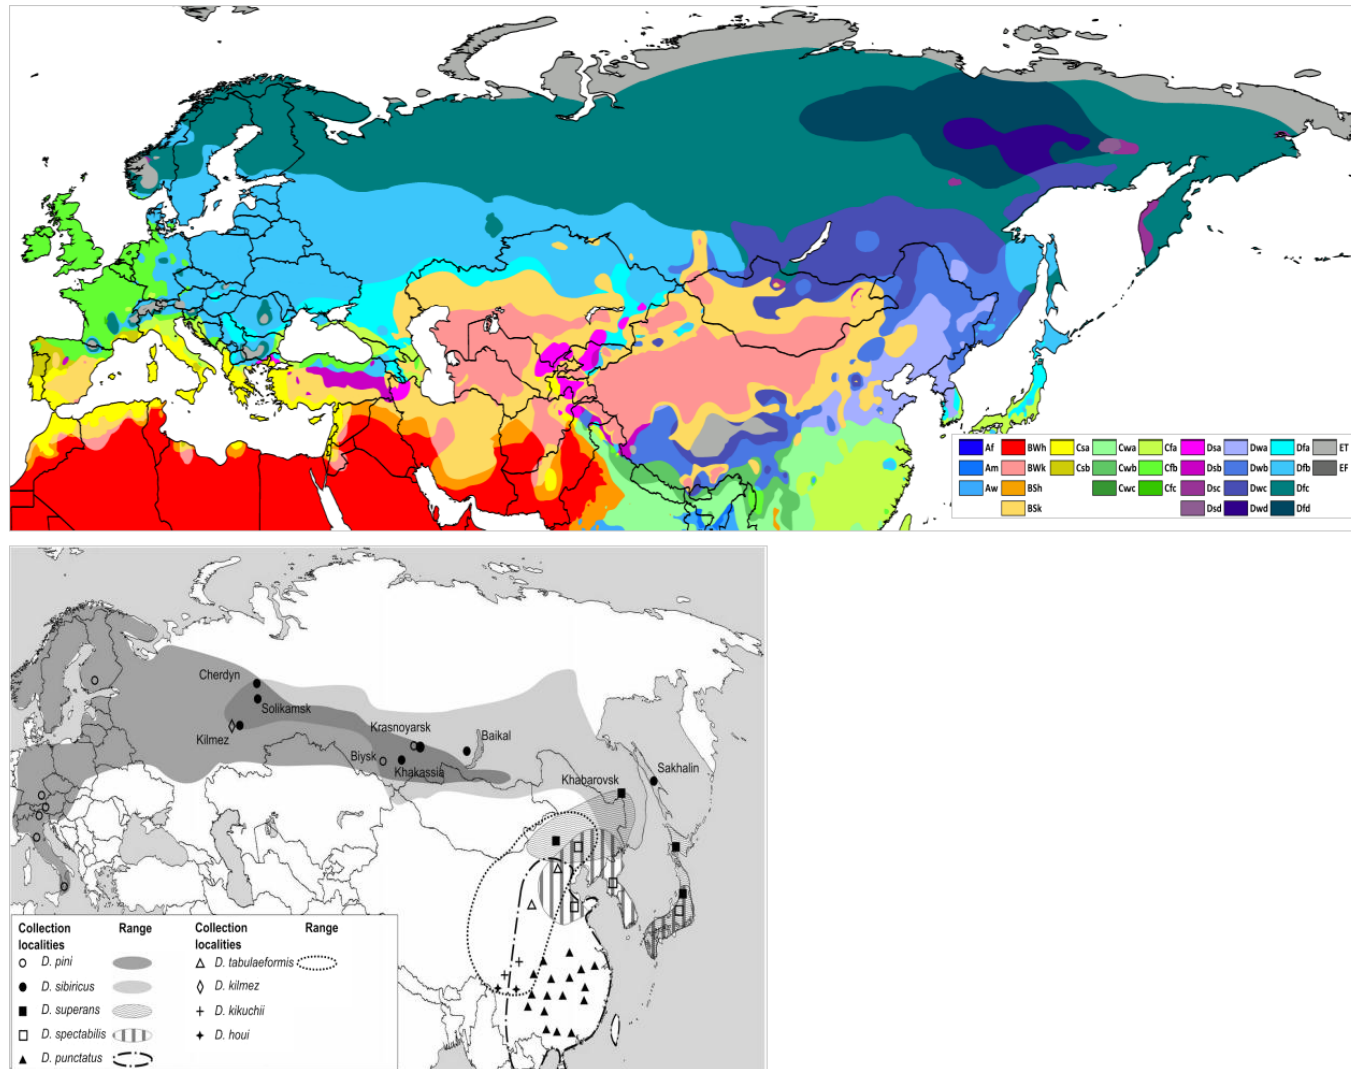 Af BWh Csa Cwa Cfa Dsa Dwa Dfa ET
Am BWk Csb Cwb Cfb Dsb Dwb Dfb EF
Aw BSh Cwc Cfc Dsc Dwc Dfc
BSk Dsd Dwd Dfd
Cherdyn
Solikamsk
Kilmez
Krasnoyarsk
Baikal
Biysk
Khakassia
Khabarovsk
Sakhalin
Collection localities Range Collection localities Range
D. pini D. tabulaeformis
D. sibiricus D. kilmez
D. superans D. kikuchii
D. spectabilis D. houi
D. punctatus